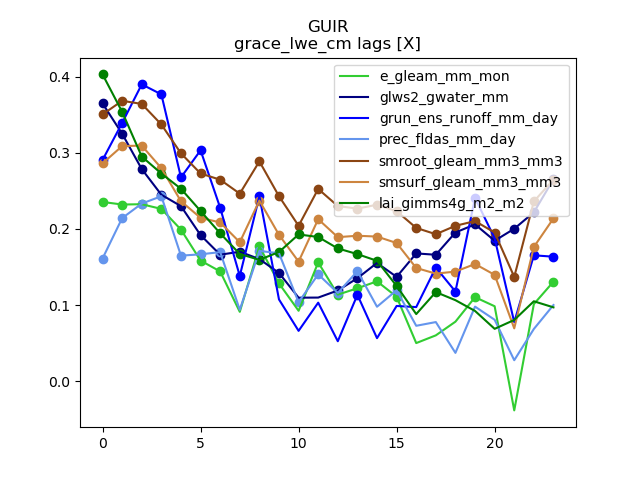 GUIR
grace_lwe_cm lags [X]
e_gleam_mm_mon
glws2_gwater_mm
grun_ens_runoff_mm_day
prec_fldas_mm_day
smroot_gleam_mm3_mm3
smsurf_gleam_mm3_mm3
lai_gimms4g_m2_m2
0.4
0.3
0.2
0.1
0.0
0
5
10
15
20